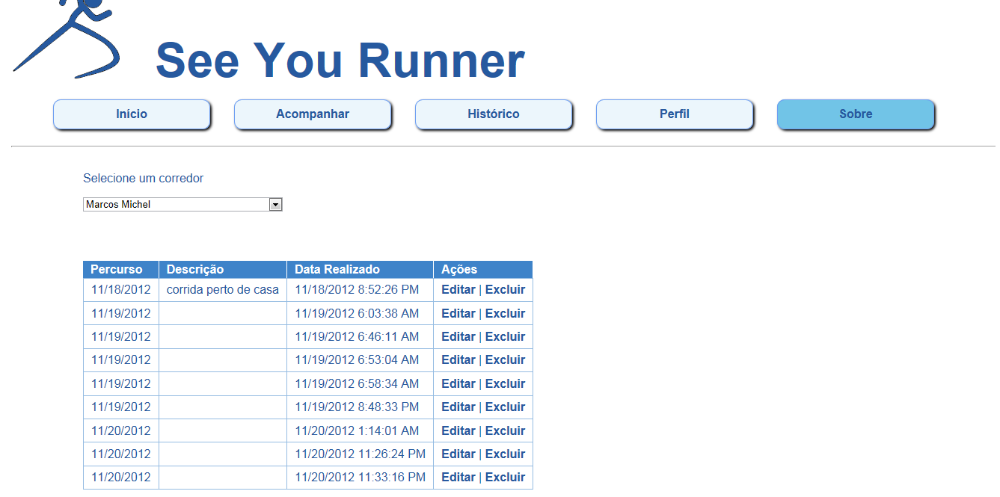 See You Runner
Início Acompanhar Histórico Perfil Sobre
Selecione um corredor
Marcos Michel
Percurso Descrição Data Realizado Ações
11/18/2012 corrida perto de casa 11/18/2012 8:52:26 PM Editar | Excluir
11/19/2012 11/19/2012 6:03:38 AM Editar | Excluir
11/19/2012 11/19/2012 6:46:11 AM Editar | Excluir
11/19/2012 11/19/2012 6:53:04 AM Editar | Excluir
11/19/2012 11/19/2012 6:58:34 AM Editar | Excluir
11/19/2012 11/19/2012 8:48:33 PM Editar | Excluir
11/20/2012 11/20/2012 1:14:01 AM Editar | Excluir
11/20/2012 11/20/2012 11:26:24 PM Editar | Excluir
11/20/2012 11/20/2012 11:33:16 PM Editar | Excluir